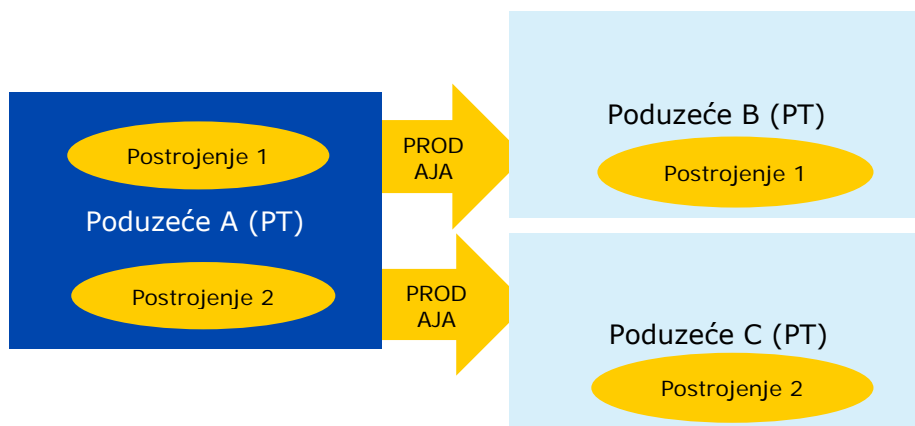 Postrojenje 1
Poduzeće A (PT)
Postrojenje 2
PROD
AJA
PROD
AJA
Poduzeće B (PT)
Postrojenje 1
Poduzeće C (PT)
Postrojenje 2